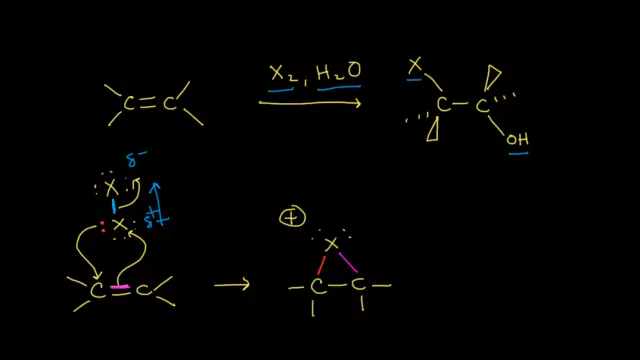 X₂, H₂O
C=C
X
C-C
OH
X δ-
X δ+
C=C
+
X
C-C